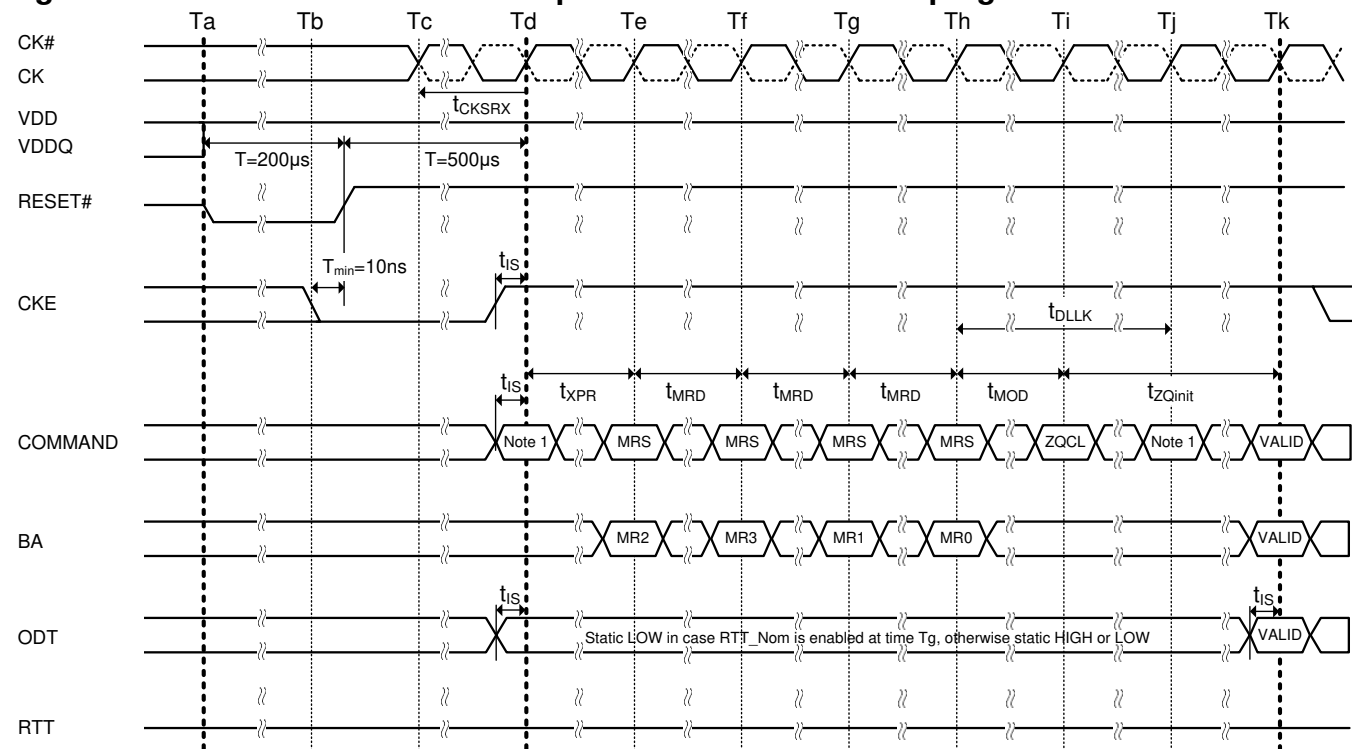 Ta Tb Tc Td Te Tf Tg Th Ti Tj Tk
CK#
CK
tCKSRX
VDD
VDDQ
T=200µs T=500µs
RESET#
Tmin=10ns tIS
CKE
tDLLK
tIS tXPR tMRD tMRD tMRD tMOD tZQinit
COMMAND Note 1 MRS MRS MRS MRS ZQCL Note 1 VALID
BA MR2 MR3 MR1 MR0 VALID
tIS tIS
ODT Static LOW in case RTT_Nom is enabled at time Tg, otherwise static HIGH or LOW VALID
RTT